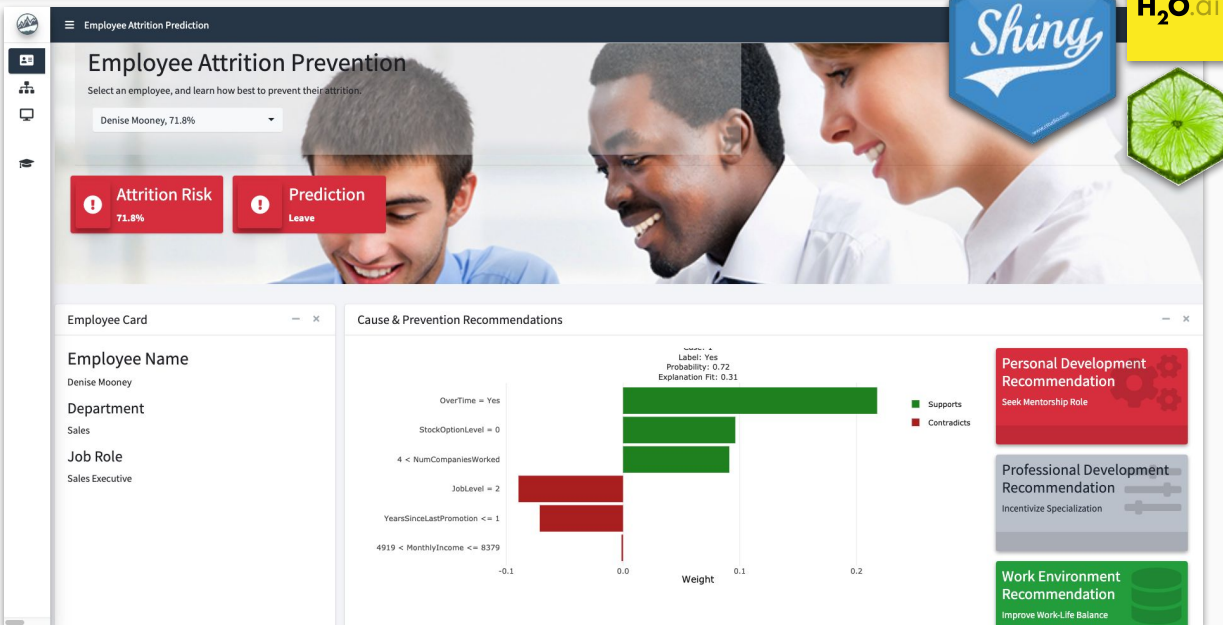 Employee Attrition Prediction
Shiny
www.rstudio.com
H2O.ai
Employee Attrition Prevention
Select an employee, and learn how best to prevent their attrition.
Denise Mooney, 71.8%
Attrition Risk
71.8%
Prediction
Leave
Employee Card
Employee Name
Denise Mooney
Department
Sales
Job Role
Sales Executive
Cause & Prevention Recommendations
Label: Yes
Probability: 0.72
Explanation Fit: 0.31
OverTime = Yes
StockOptionLevel = 0
4 < NumCompaniesWorked
JobLevel = 2
YearsSinceLastPromotion <= 1
4919 < MonthlyIncome <= 8379
-0.1
0.0
0.1
0.2
Weight
Supports
Contradicts
Personal Development
Recommendation
Seek Mentorship Role
Professional Development
Recommendation
Incentivize Specialization
Work Environment
Recommendation
Improve Work-Life Balance